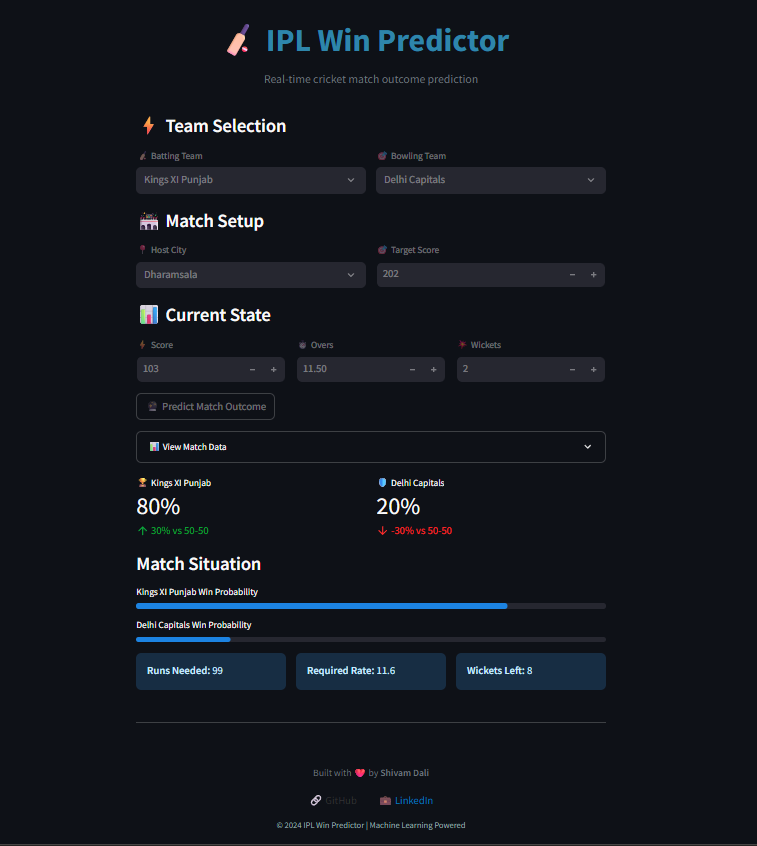 IPL Win Predictor
Real-time cricket match outcome prediction
Team Selection
Batting Team Bowling Team
Kings XI Punjab Delhi Capitals
Match Setup
Host City Target Score
Dharamsala 202 − +
Current State
Score Overs Wickets
103 − + 11.50 − + 2 − +
Predict Match Outcome
View Match Data
Kings XI Punjab Delhi Capitals
80% 20%
↑ 30% vs 50-50 ↓ -30% vs 50-50
Match Situation
Kings XI Punjab Win Probability
Delhi Capitals Win Probability
Runs Needed: 99 Required Rate: 11.6 Wickets Left: 8
Built with ❤️ by Shivam Dali
GitHub LinkedIn
© 2024 IPL Win Predictor | Machine Learning Powered